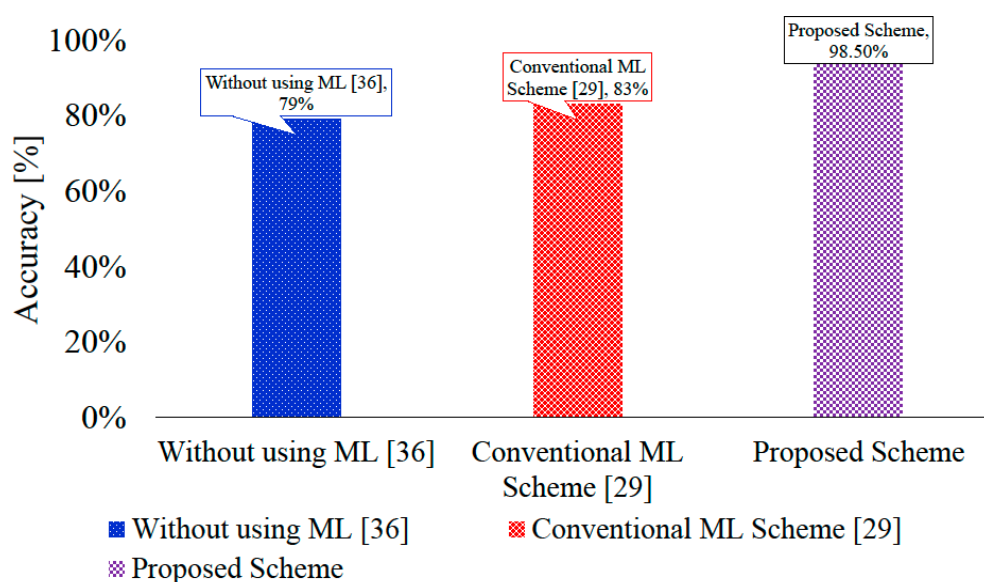 100%
80%
60%
40%
20%
0%
Accuracy [%]
Without using ML [36],
79%
Conventional ML
Scheme [29], 83%
Proposed Scheme,
98.50%
Without using ML [36]
Conventional ML
Scheme [29]
Proposed Scheme
Without using ML [36]
Conventional ML Scheme [29]
Proposed Scheme